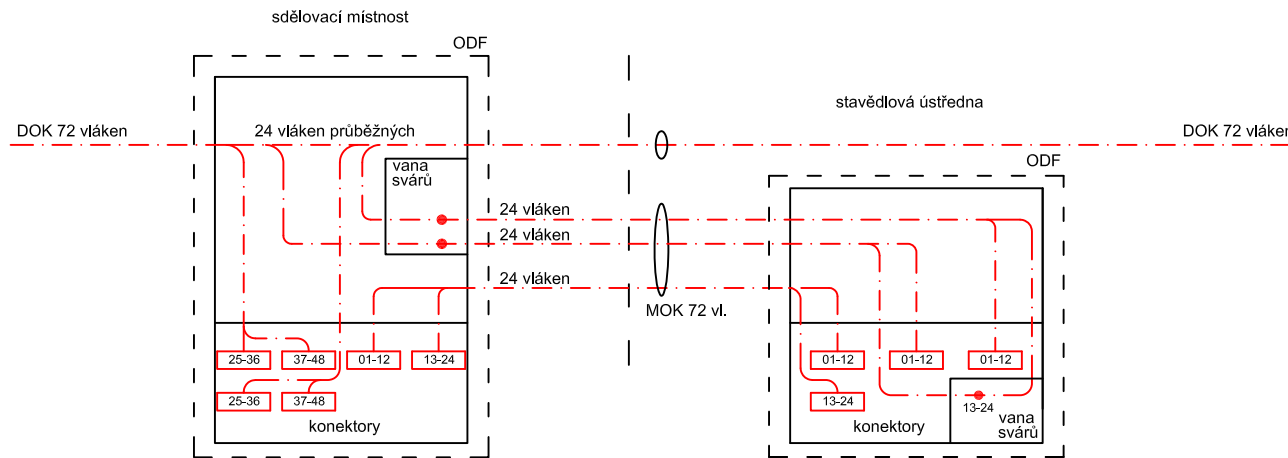 sdělovací místnost
ODF
stavědlová ústředna
DOK 72 vláken
24 vláken průběžných
DOK 72 vláken
ODF
vana
svárů
24 vláken
24 vláken
24 vláken
MOK 72 vl.
25-36
37-48
01-12
13-24
01-12
01-12
01-12
25-36
37-48
13-24
13-24
konektory
konektory
vana
svárů